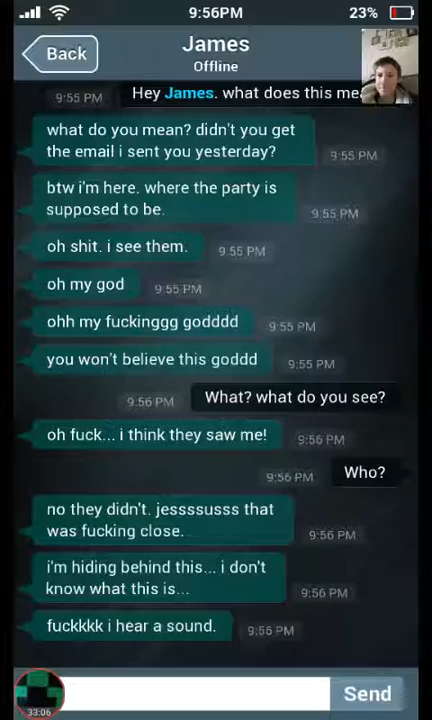 9:56PM
23%
Back
James
Offline
9:55 PM
Hey James. what does this mea
what do you mean? didn't you get
the email i sent you yesterday?
9:55 PM
btw i'm here. where the party is
supposed to be.
9:55 PM
oh shit. i see them.
9:55 PM
oh my god
9:55 PM
ohh my fuckinggg godddd
9:55 PM
you won't believe this goddd
9:55 PM
9:56 PM
What? what do you see?
oh fuck... i think they saw me!
9:56 PM
9:56 PM
Who?
no they didn't. jessssusss that
was fucking close.
9:56 PM
i'm hiding behind this... i don't
know what this is...
9:56 PM
fuckkkk i hear a sound.
9:56 PM
33:06
Send